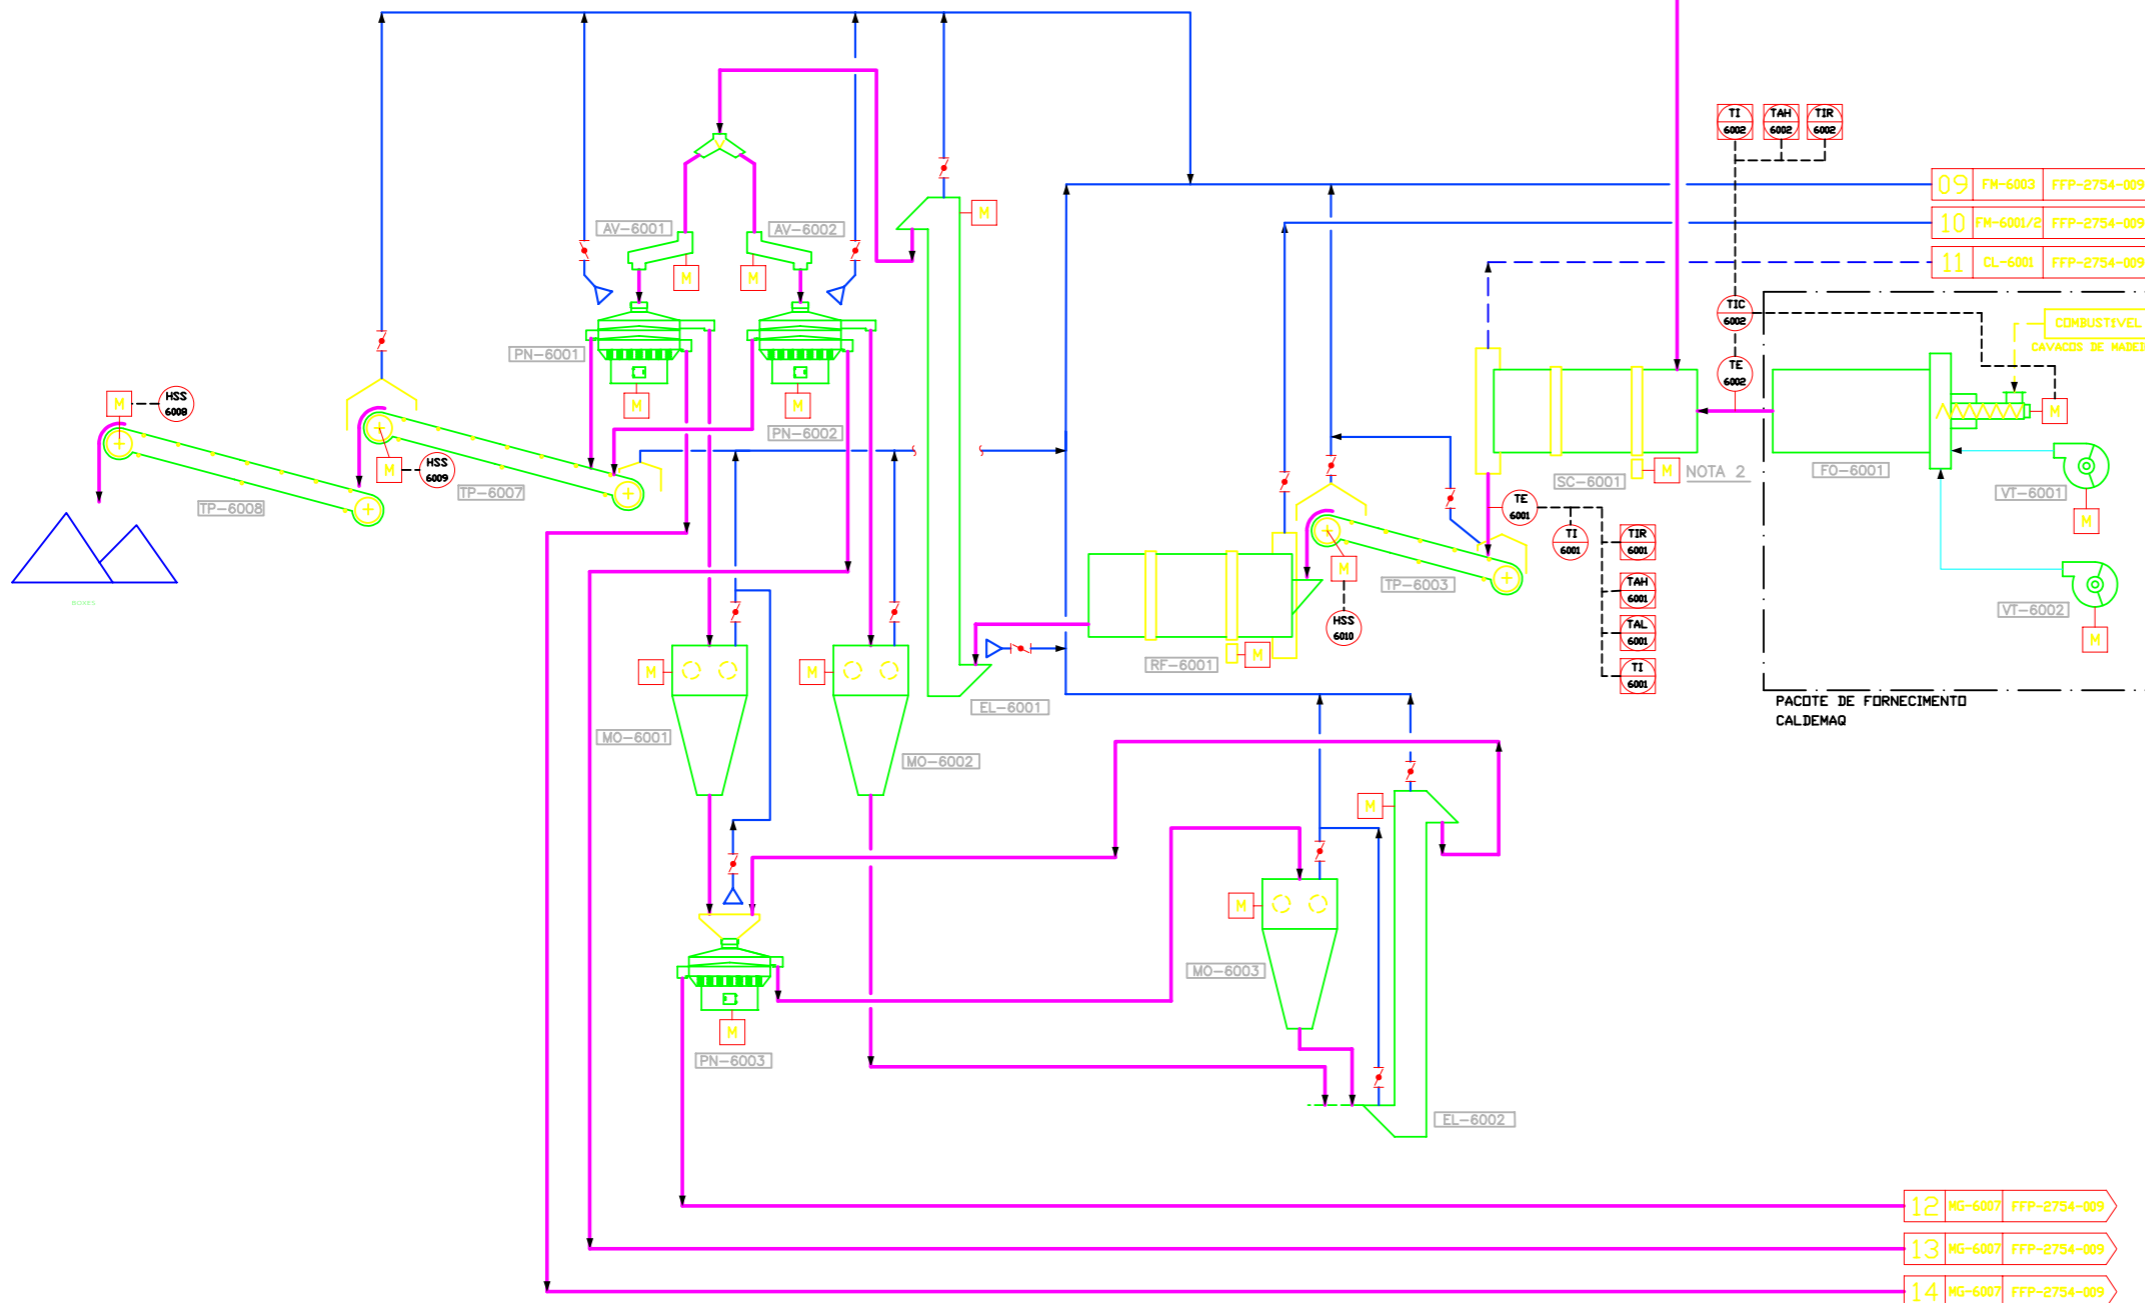 TI 6002
TAH 6002
TIR 6002
09 FM-6003 FFP-2754-009
10 FM-6001/2 FFP-2754-009
11 CL-6001 FFP-2754-009
AV-6001
AV-6002
M
M
M
TIC 6002
COMBUSTIVEL
CAVACOS DE
PN-6001
TE 6002
M
HSS 6008
M
M
M
PN-6002
M
HSS 6009
TP-6007
TP-6008
SC-6001
M
NOTA 2
FO-6001
VT-6001
M
TE 6001
TI 6001
TIR 6001
M
TP-6003
TAH 6001
HSS 6010
TAL 6001
TI 6001
VT-6002
M
BOXES
M
M
RF-6001
M
EL-6001
PACOTE DE FORNECIMENTO
CALDEMAQ
MO-6001
MO-6002
M
M
MO-6003
M
PN-6003
EL-6002
12 MG-6007 FFP-2754-009
13 MG-6007 FFP-2754-009
14 MG-6007 FFP-2754-009